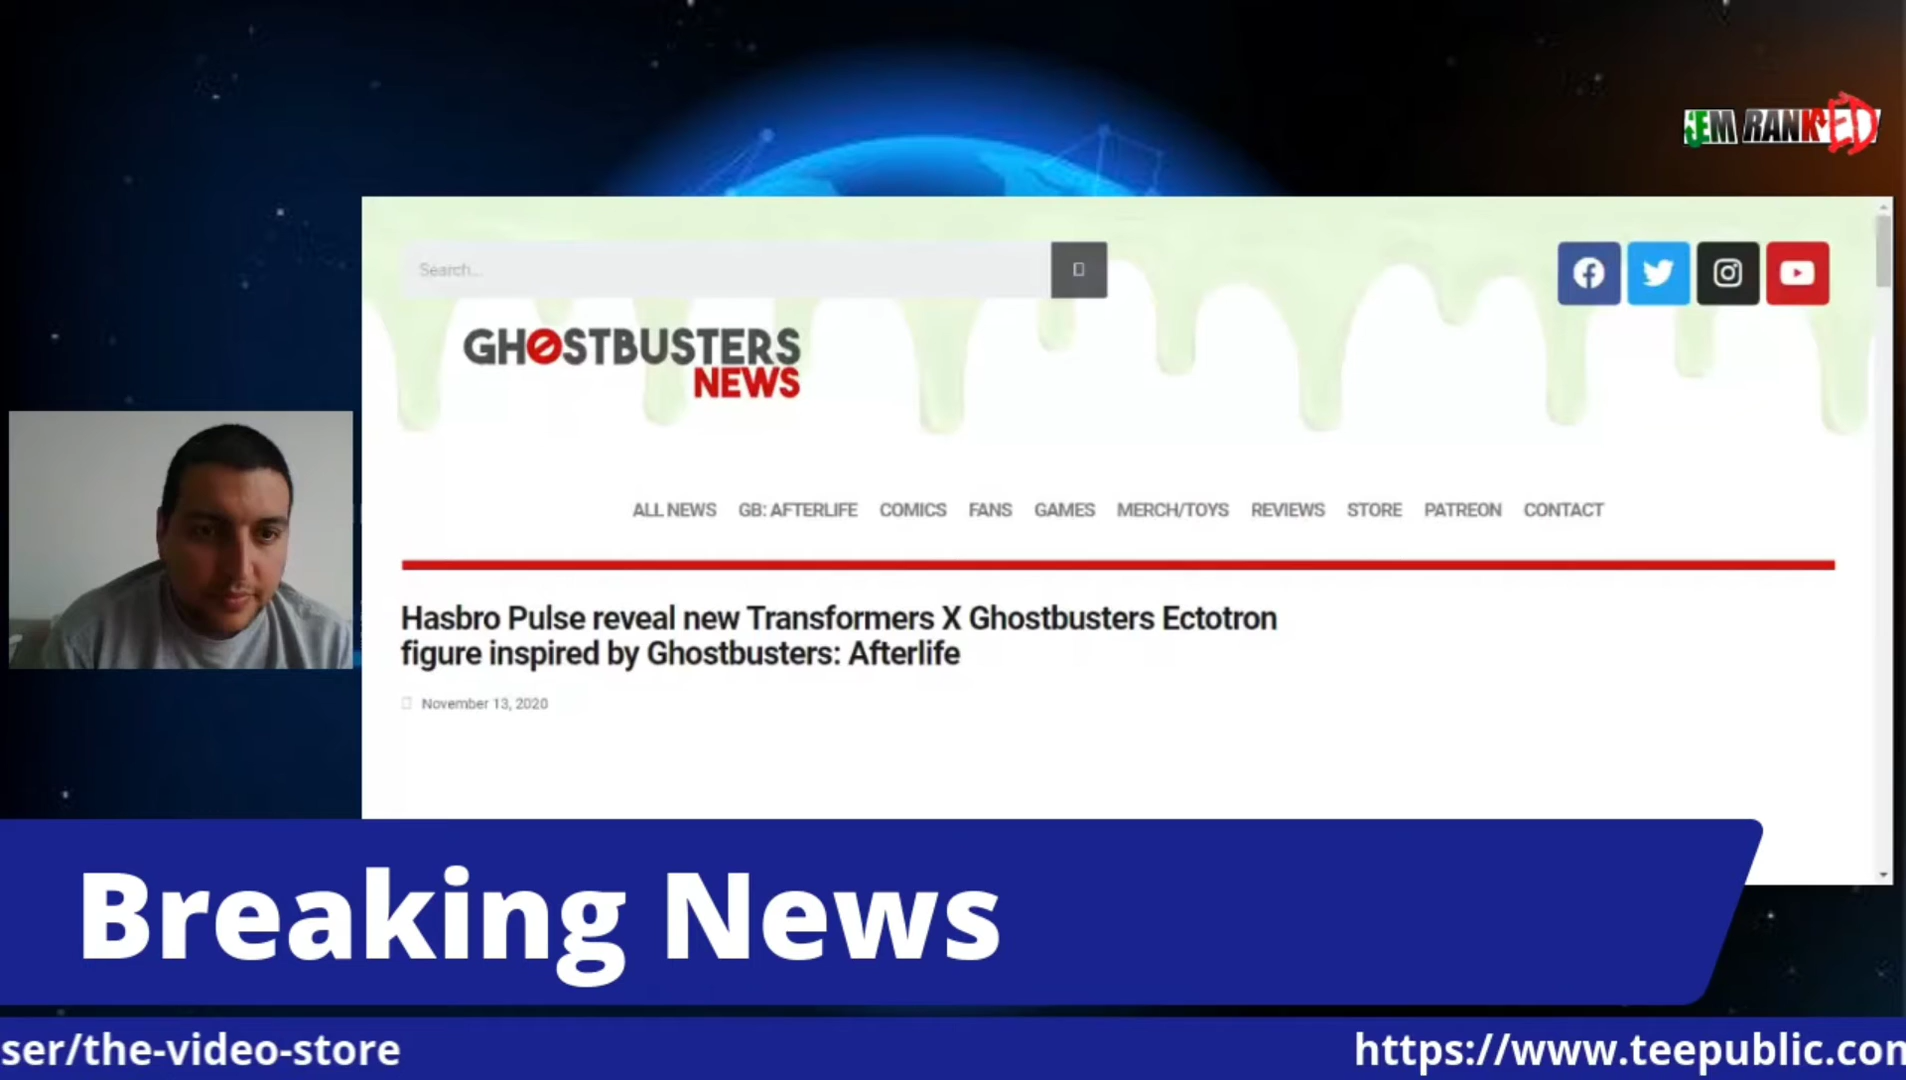 JEM RANKED
Search...
GHOSTBUSTERS
NEWS
ALL NEWS GB: AFTERLIFE COMICS FANS GAMES MERCH/TOYS REVIEWS STORE PATREON CONTACT
Hasbro Pulse reveal new Transformers X Ghostbusters Ectotron
figure inspired by Ghostbusters: Afterlife
November 13, 2020
Breaking News
ser/the-video-store https://www.teepublic.com